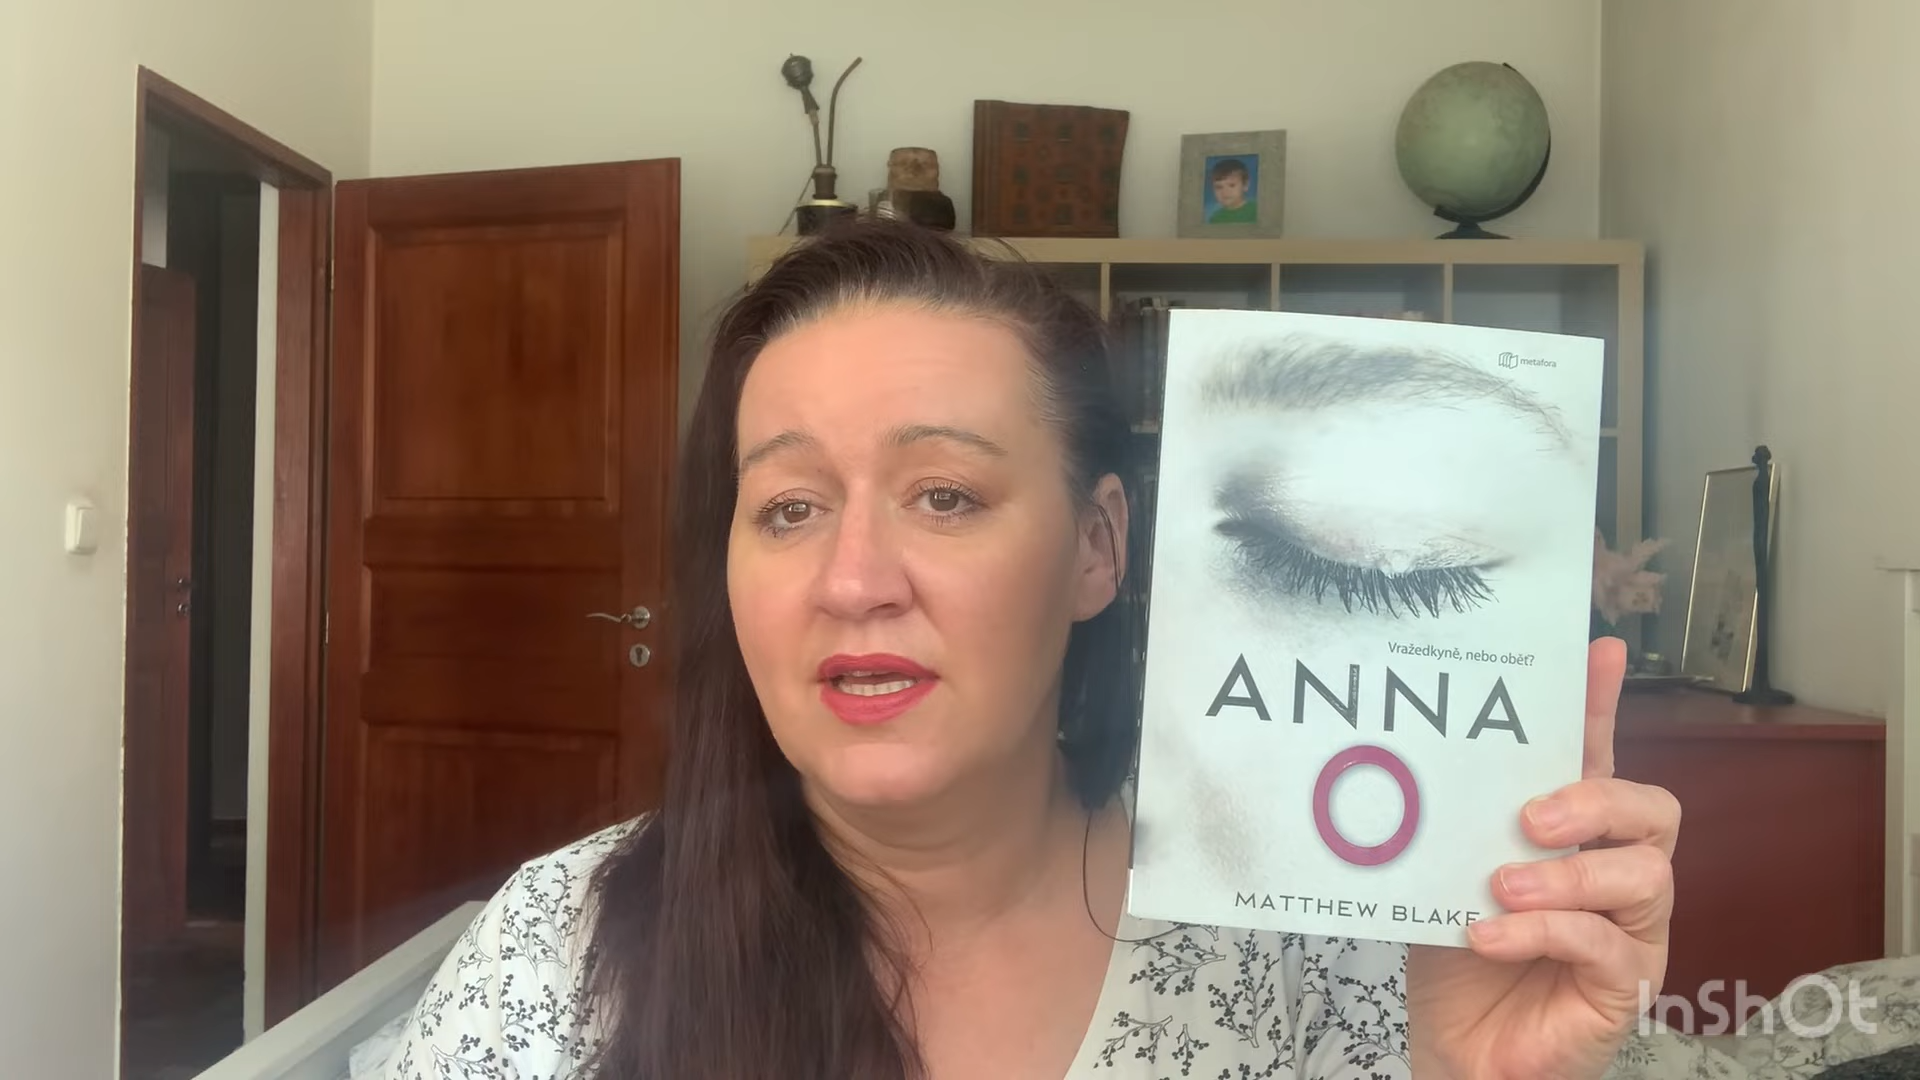 metafora
Vražedkyně, nebo oběť?
ANNA
O
MATTHEW BLAKE
InShOt